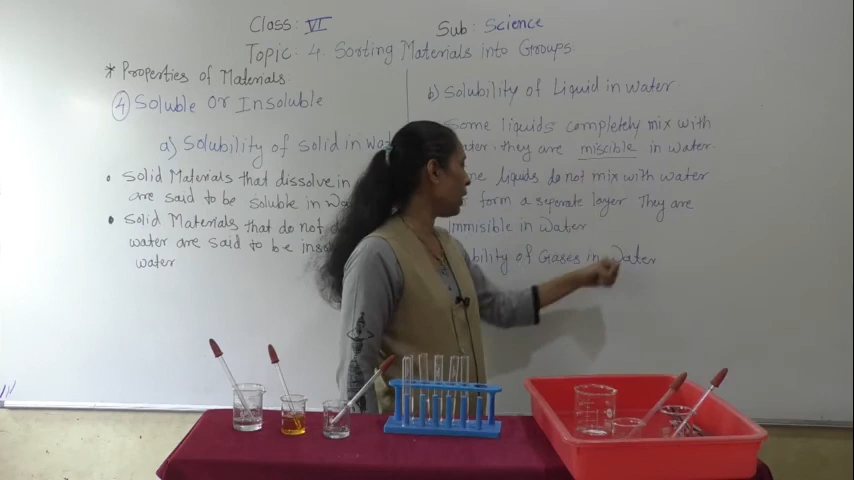 Class: VI
Sub: Science
Topic: 4. Sorting Materials into Groups.
* Properties of Materials:
④ Soluble Or Insoluble
a) Solubility of solid in
• Solid Materials that dissolve in
are said to be soluble in
• Solid Materials that do not
water are said to be
water
b) Solubility of Liquid in water
Some liquids completely mix with
they are miscible in water.
liquids do not mix with water
form a separate layer They are
immisible in water
of Gases in Water